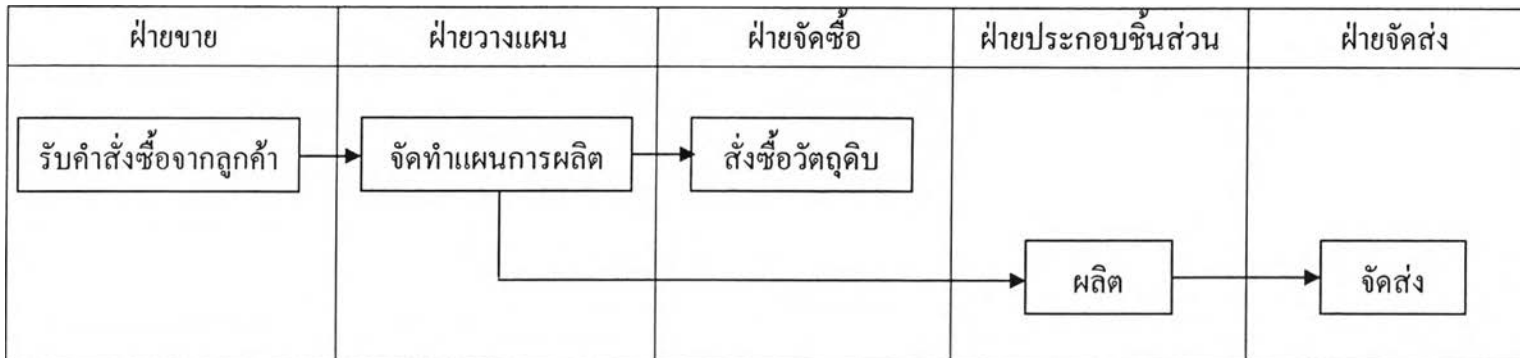 ฝ่ายขาย
ฝ่ายวางแผน
ฝ่ายจัดซื้อ
ฝ่ายประกอบชิ้นส่วน
ฝ่ายจัดส่ง
รับคำสั่งซื้อจากลูกค้า
จัดทำแผนการผลิต
สั่งซื้อวัตถุดิบ
ผลิต
จัดส่ง